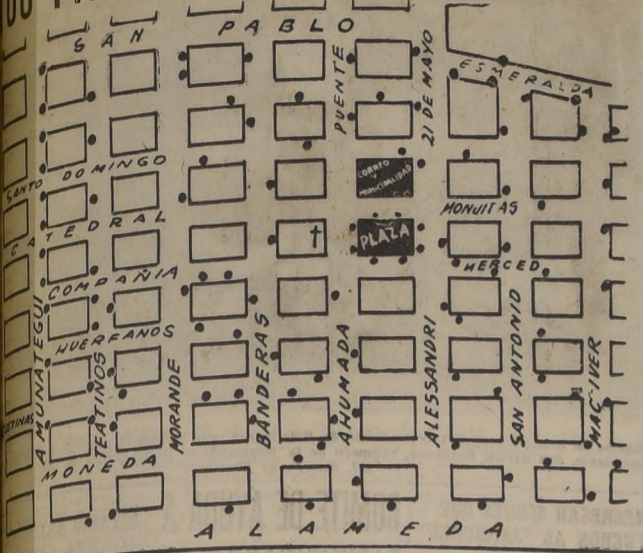 SAN PABLO
PUENTE
21 DE MAYO
ESMERALDA
SANTO DOMINGO
CORREO
Y
MUNICIPALIDAD
MONJITAS
CATEDRAL
PLAZA
MERCED
COMPAÑIA
HUERFANOS
AMUNATEGUI
TEATINOS
MORANDE
BANDERAS
AHUMADA
ALESSANDRI
SAN ANTONIO
MAC-IVER
MONEDA
ALAMEDA